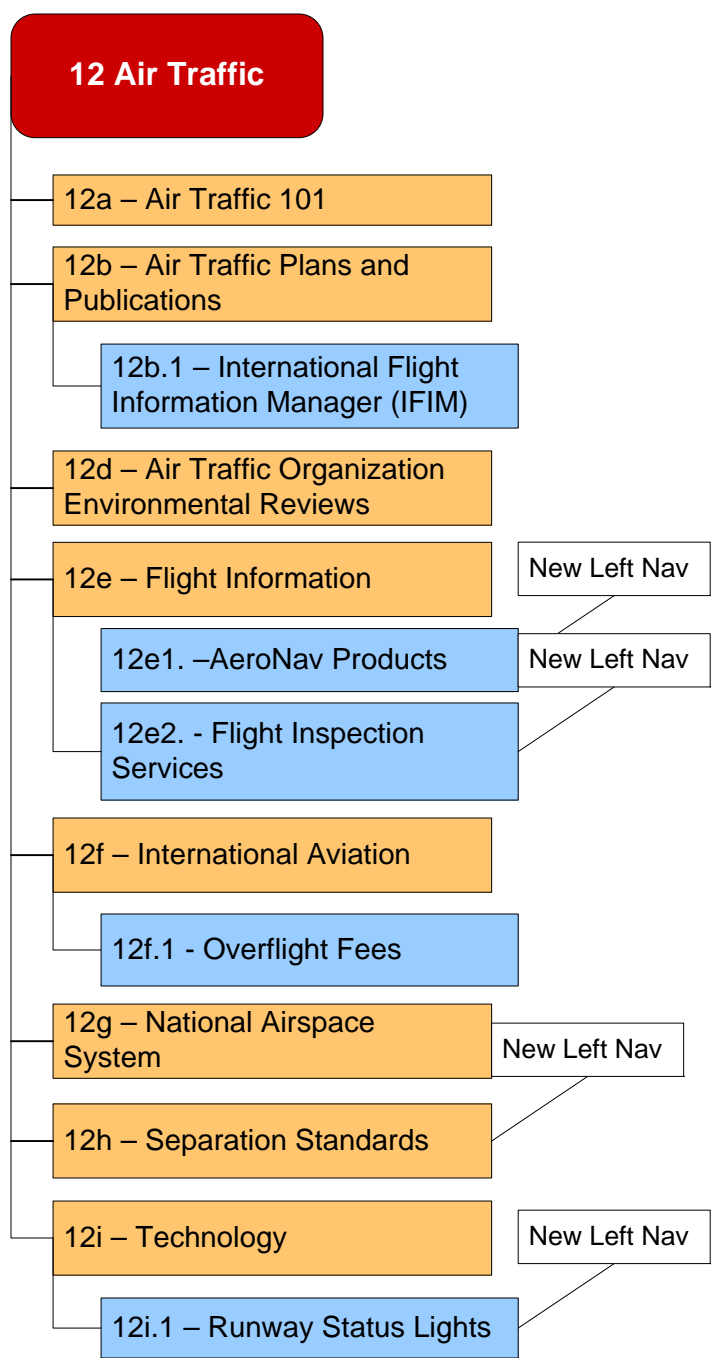 12 Air Traffic
12a – Air Traffic 101
12b – Air Traffic Plans and
Publications
12b.1 – International Flight
Information Manager (IFIM)
12d – Air Traffic Organization
Environmental Reviews
12e – Flight Information
New Left Nav
12e1. –AeroNav Products
New Left Nav
12e2. - Flight Inspection
Services
12f – International Aviation
12f.1 - Overflight Fees
12g – National Airspace
System
New Left Nav
12h – Separation Standards
12i – Technology
New Left Nav
12i.1 – Runway Status Lights